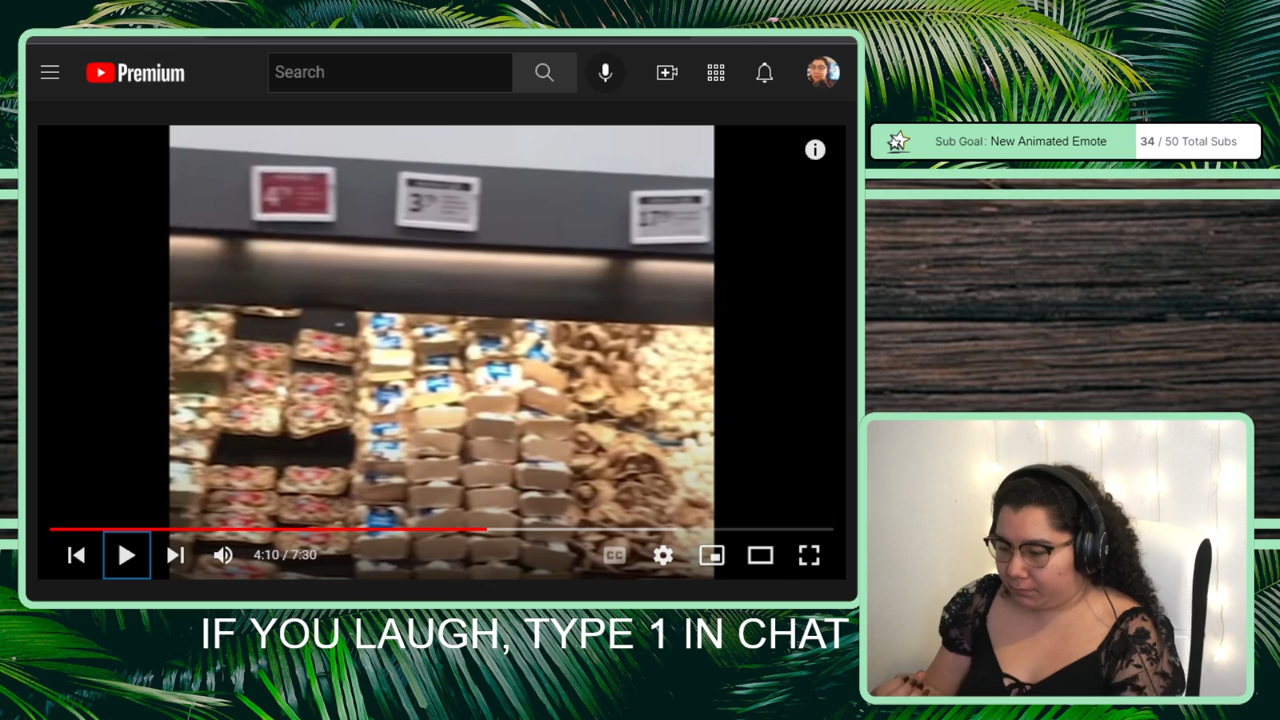 Premium
Search
Sub Goal: New Animated Emote
34 / 50 Total Subs
4:10 / 7:30
CC
IF YOU LAUGH, TYPE 1 IN CHAT